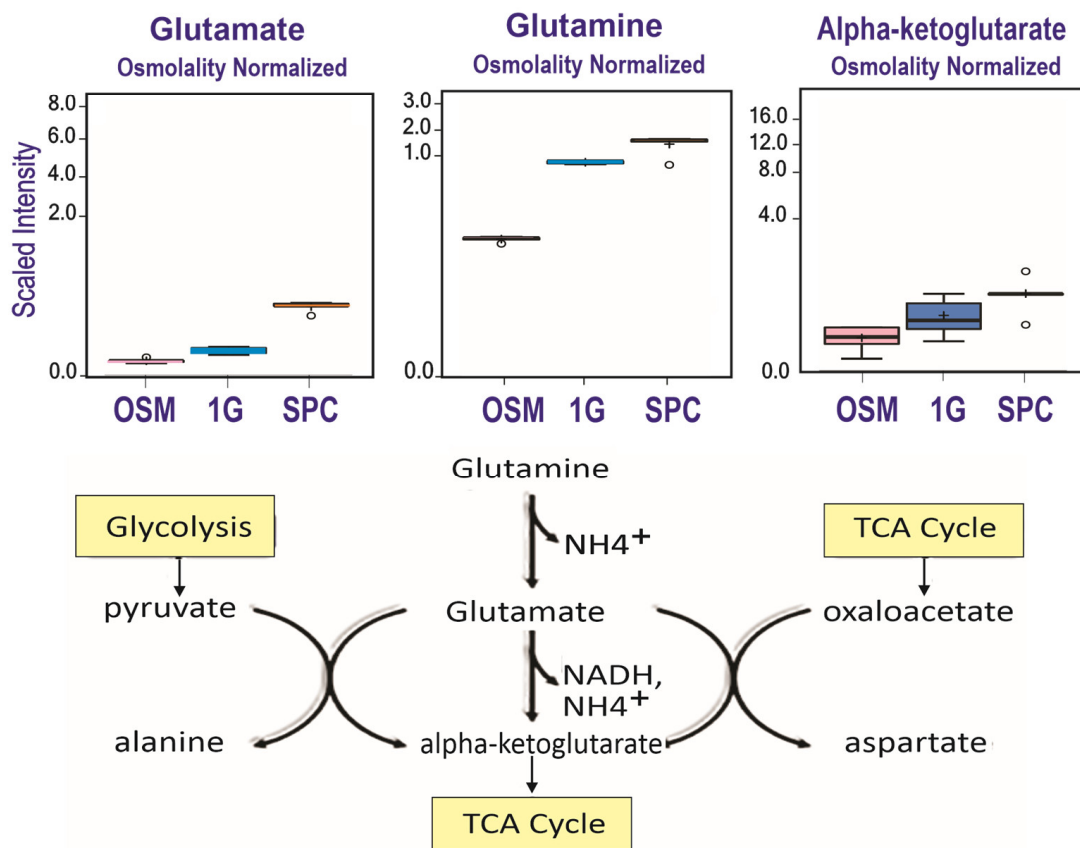 Glutamate
Osmolality Normalized
Scaled Intensity
8.0
6.0
4.0
2.0
0.0
OSM 1G SPC
Glutamine
Osmolality Normalized
3.0
2.0
1.0
0.0
OSM 1G SPC
Alpha-ketoglutarate
Osmolality Normalized
16.0
12.0
8.0
4.0
0.0
OSM 1G SPC
Glutamine
Glycolysis
NH4+
TCA Cycle
pyruvate
Glutamate
oxaloacetate
NADH,
NH4+
alanine
alpha-ketoglutarate
aspartate
TCA Cycle